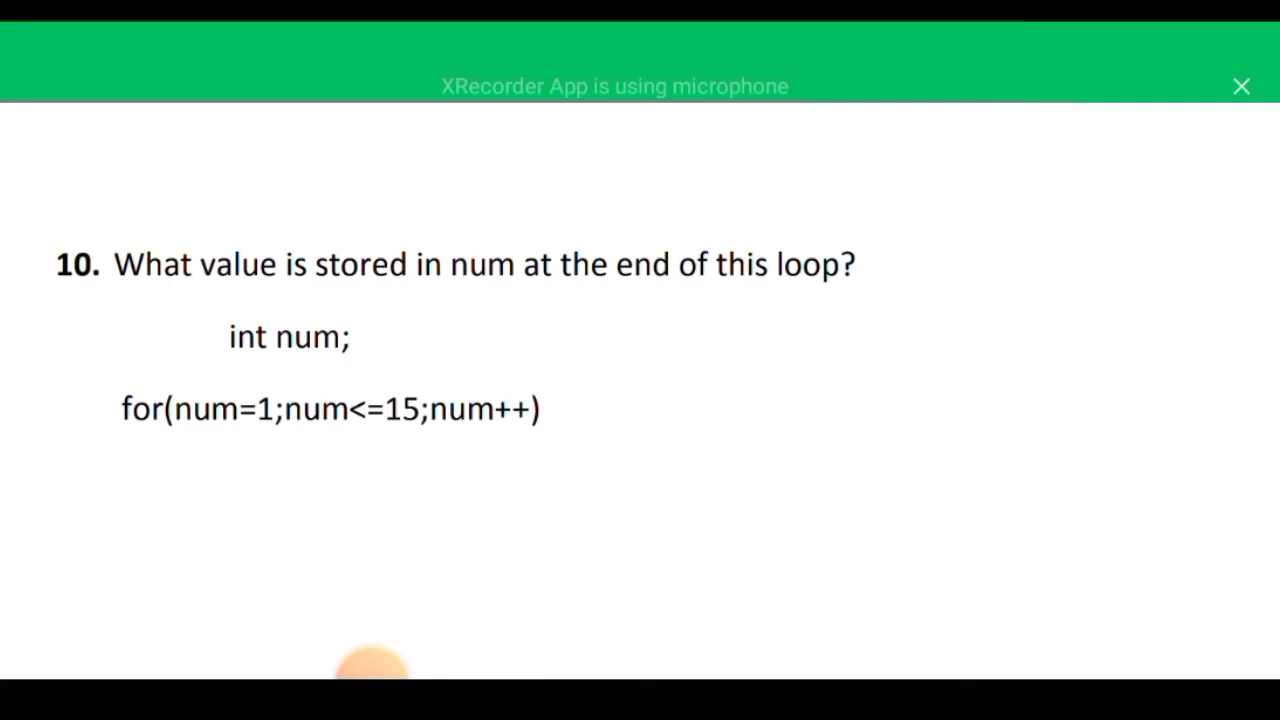 XRecorder App is using microphone
10. What value is stored in num at the end of this loop?
int num;
for(num=1;num<=15;num++)